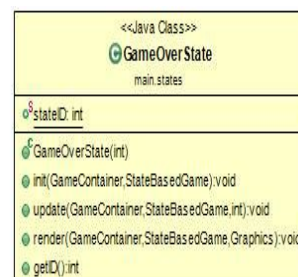 <<Java Class>>
GameOverState
main.states
stateID: int
GameOverState(int)
init(GameContainer,StateBasedGame):void
update(GameContainer,StateBasedGame,int):void
render(GameContainer,StateBasedGame,Graphics):void
getID():int